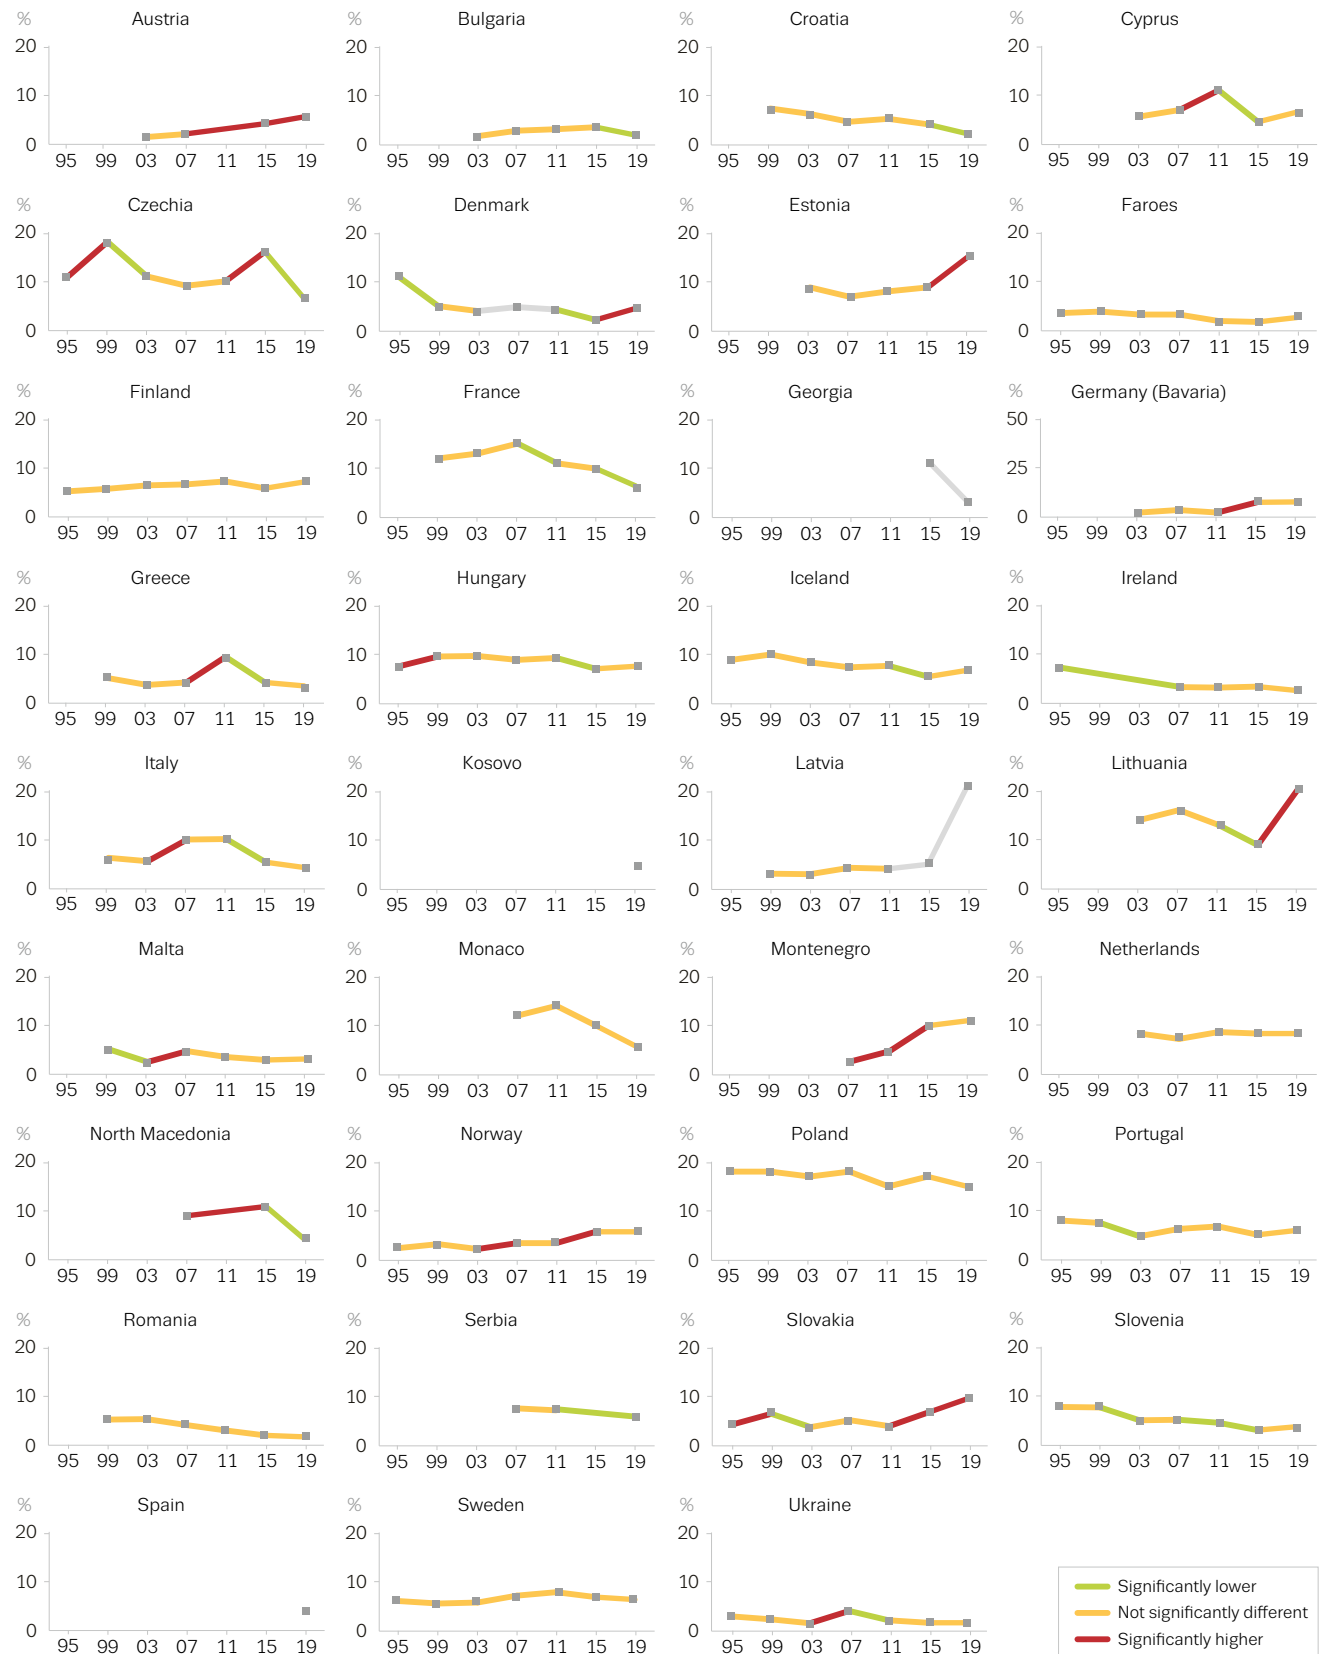 % Austria % Bulgaria % Croatia % Cyprus
20 20 20 20
10 10 10 10
0 0 0 0
95 99 03 07 11 15 19 95 99 03 07 11 15 19 95 99 03 07 11 15 19 95 99 03 07 11 15 19
% Czechia % Denmark % Estonia % Faroes
20 20 20 20
10 10 10 10
0 0 0 0
95 99 03 07 11 15 19 95 99 03 07 11 15 19 95 99 03 07 11 15 19 95 99 03 07 11 15 19
% Finland % France % Georgia % Germany (Bavaria)
20 20 20 50
10 10 10 25
0 0 0 0
95 99 03 07 11 15 19 95 99 03 07 11 15 19 95 99 03 07 11 15 19 95 99 03 07 11 15 19
% Greece % Hungary % Iceland % Ireland
20 20 20 20
10 10 10 10
0 0 0 0
95 99 03 07 11 15 19 95 99 03 07 11 15 19 95 99 03 07 11 15 19 95 99 03 07 11 15 19
% Italy % Kosovo % Latvia % Lithuania
20 20 20 20
10 10 10 10
0 0 0 0
95 99 03 07 11 15 19 95 99 03 07 11 15 19 95 99 03 07 11 15 19 95 99 03 07 11 15 19
% Malta % Monaco % Montenegro % Netherlands
20 20 20 20
10 10 10 10
0 0 0 0
95 99 03 07 11 15 19 95 99 03 07 11 15 19 95 99 03 07 11 15 19 95 99 03 07 11 15 19
% North Macedonia % Norway % Poland % Portugal
20 20 20 20
10 10 10 10
0 0 0 0
95 99 03 07 11 15 19 95 99 03 07 11 15 19 95 99 03 07 11 15 19 95 99 03 07 11 15 19
% Romania % Serbia % Slovakia % Slovenia
20 20 20 20
10 10 10 10
0 0 0 0
95 99 03 07 11 15 19 95 99 03 07 11 15 19 95 99 03 07 11 15 19 95 99 03 07 11 15 19
% Spain % Sweden % Ukraine
20 20 20
10 10 10
0 0 0
95 99 03 07 11 15 19 95 99 03 07 11 15 19 95 99 03 07 11 15 19
Significantly lower
Not significantly different
Significantly higher